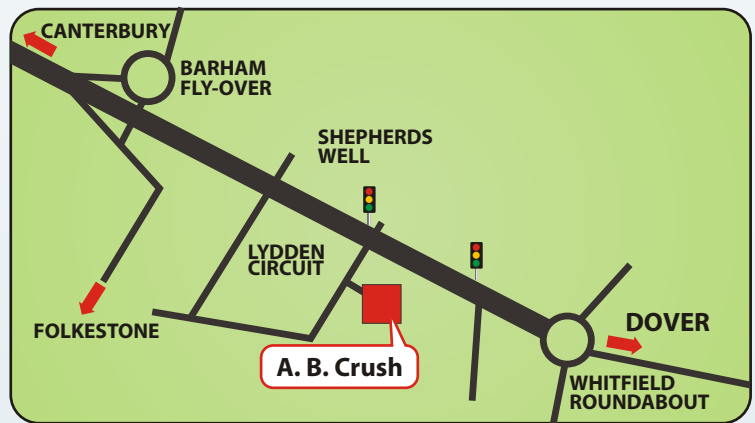 CANTERBURY
BARHAM
FLY-OVER
SHEPHERDS
WELL
LYDDEN
CIRCUIT
FOLKESTONE
DOVER
A. B. Crush
WHITFIELD
ROUNDABOUT